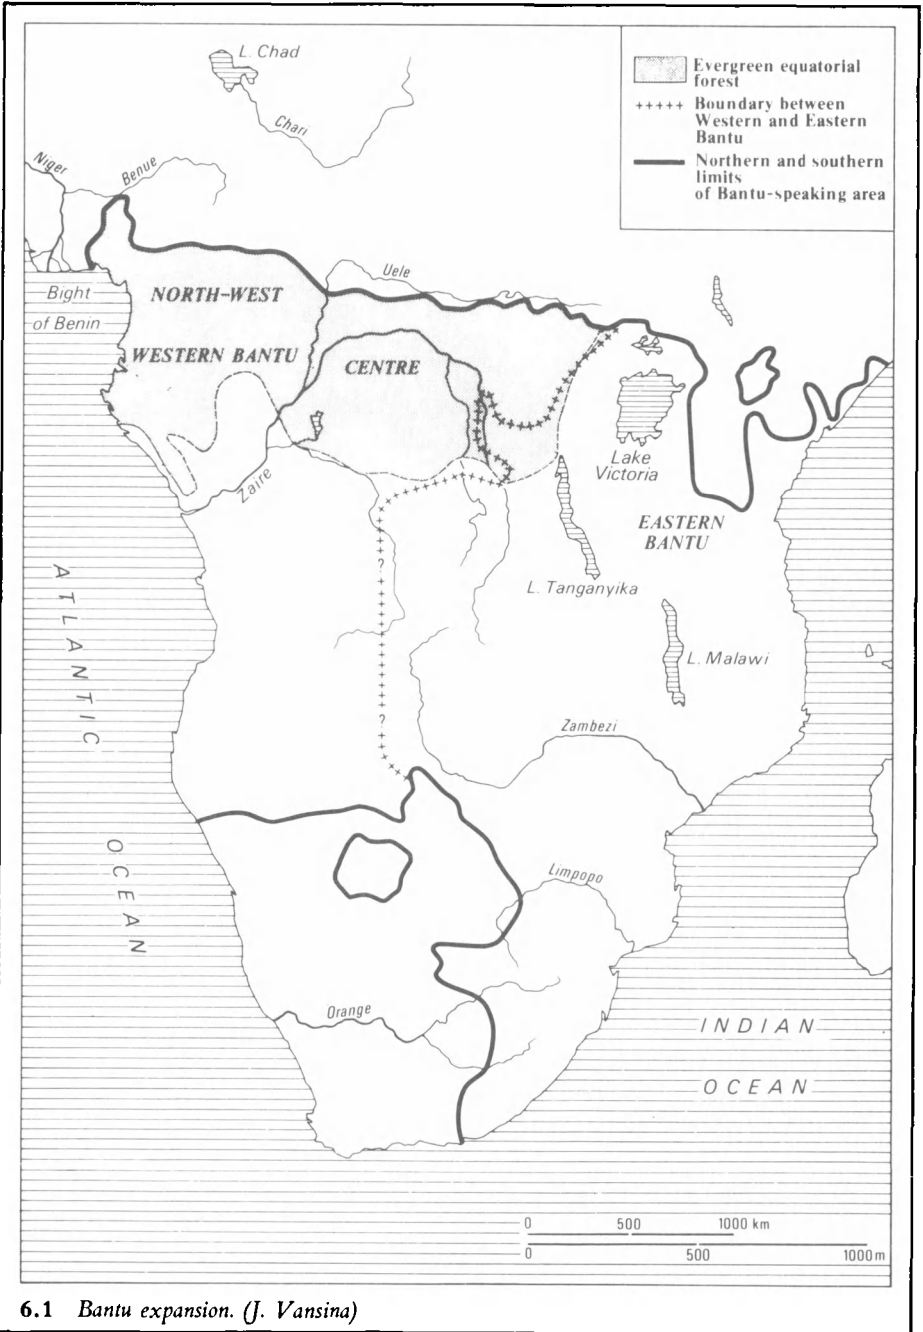 L. Chad
Chari
Niger
Benue
Evergreen equatorial
forest
+++++ Boundary between
Western and Eastern
Bantu
Northern and southern
limits
of Bantu-speaking area
Uele
Bight
of Benin
NORTH-WEST
WESTERN BANTU
CENTRE
Lake
Victoria
Zaire
EASTERN
BANTU
?
L. Tanganyika
L. Malawi
?
Zambezi
ATLANTIC
OCEAN
Limpopo
Orange
INDIAN
OCEAN
0 500 1000 km
0 500 1000 m
6.1 Bantu expansion. (J. Vansina)